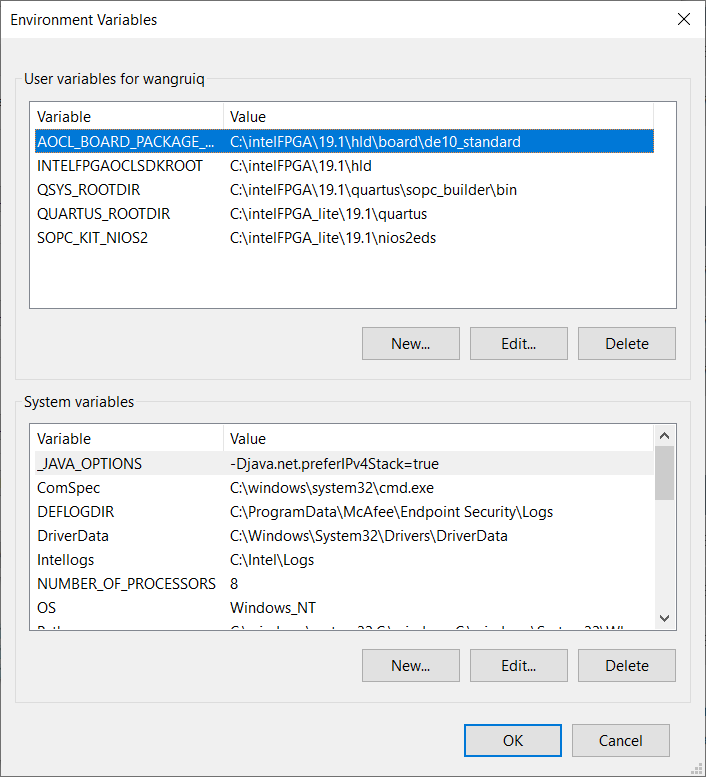 Environment Variables
User variables for wangruiq
Variable Value
AOCL_BOARD_PACKAGE_... C:\intelFPGA\19.1\hld\board\de10_standard
INTELFPGAOCLSDKROOT C:\intelFPGA\19.1\hld
QSYS_ROOTDIR C:\intelFPGA\19.1\quartus\sopc_builder\bin
QUARTUS_ROOTDIR C:\intelFPGA_lite\19.1\quartus
SOPC_KIT_NIOS2 C:\intelFPGA_lite\19.1\nios2eds
New... Edit... Delete
System variables
Variable Value
_JAVA_OPTIONS -Djava.net.preferIPv4Stack=true
ComSpec C:\windows\system32\cmd.exe
DEFLOGDIR C:\ProgramData\McAfee\Endpoint Security\Logs
DriverData C:\Windows\System32\Drivers\DriverData
Intellogs C:\Intel\Logs
NUMBER_OF_PROCESSORS 8
OS Windows_NT
New... Edit... Delete
OK Cancel